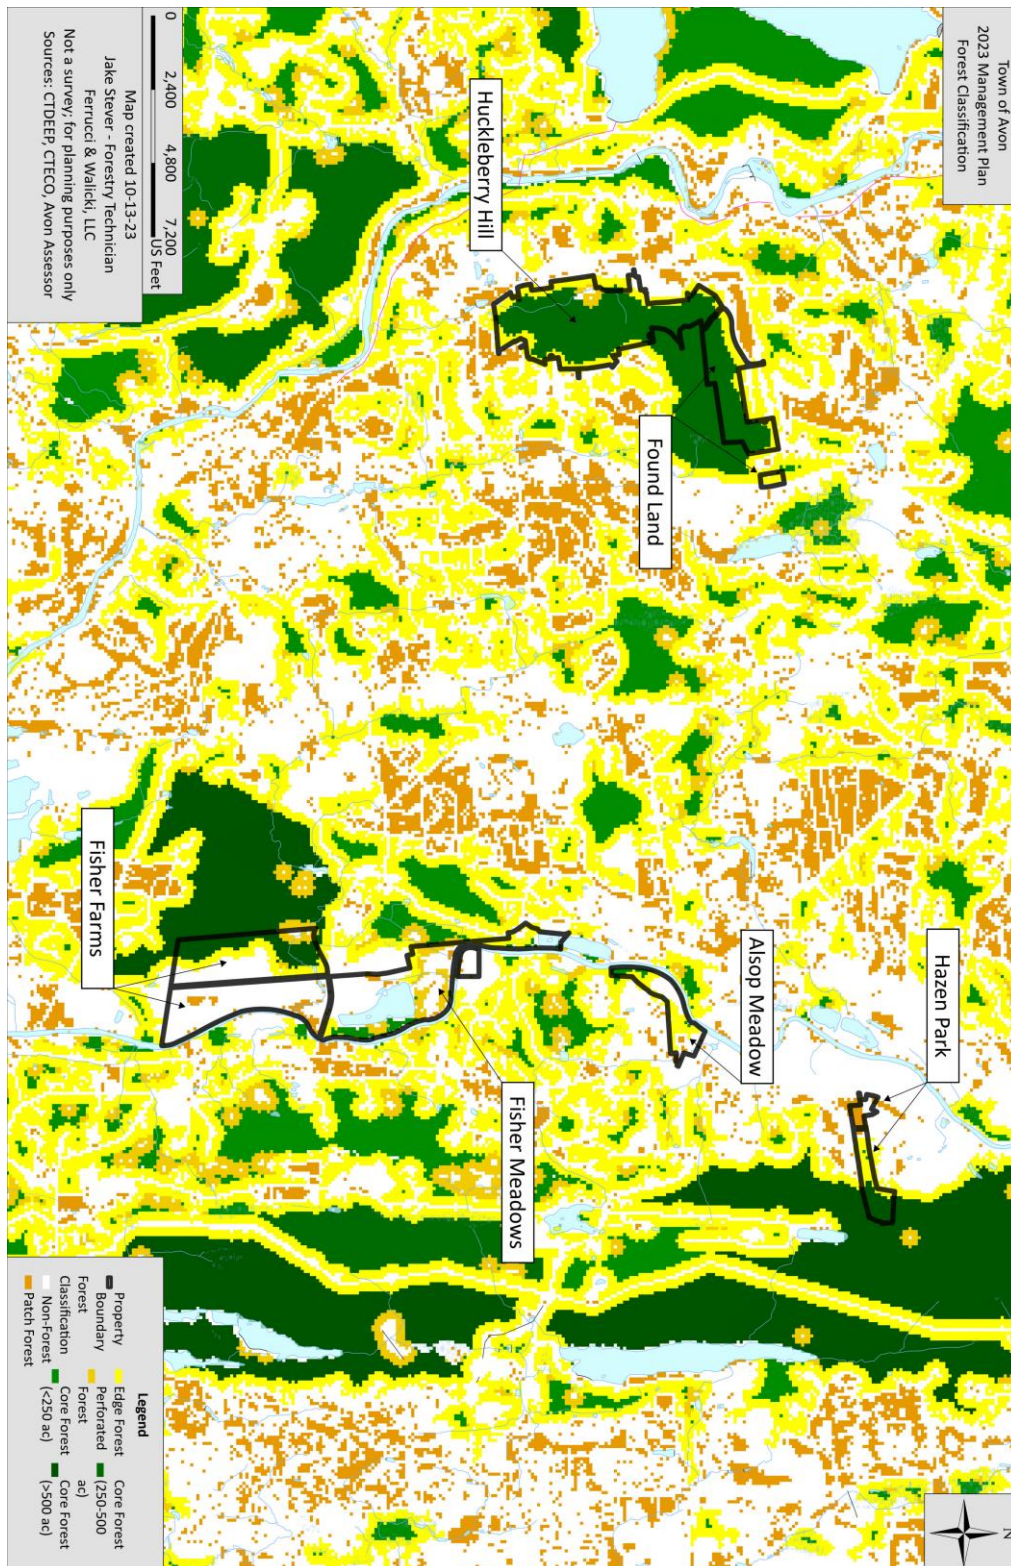 Town of Avon
2023 Management Plan
Forest Classification
N
Hazen Park
Alsop Meadow
Found Land
Huckleberry Hill
Fisher Meadows
Fisher Farms
0 2,400 4,800 7,200
US Feet
Map created 10-13-23
Jake Stever - Forestry Technician
Ferrucci & Walicki, LLC
Not a survey; for planning purposes only
Sources: CTDEEP, CTECO, Avon Assessor
Legend
Property
Boundary
Forest
Classification
Non-Forest
Patch Forest
Edge Forest
Perforated
Forest
Core Forest
(<250 ac)
Core Forest
(250-500
ac)
Core Forest
(>500 ac)